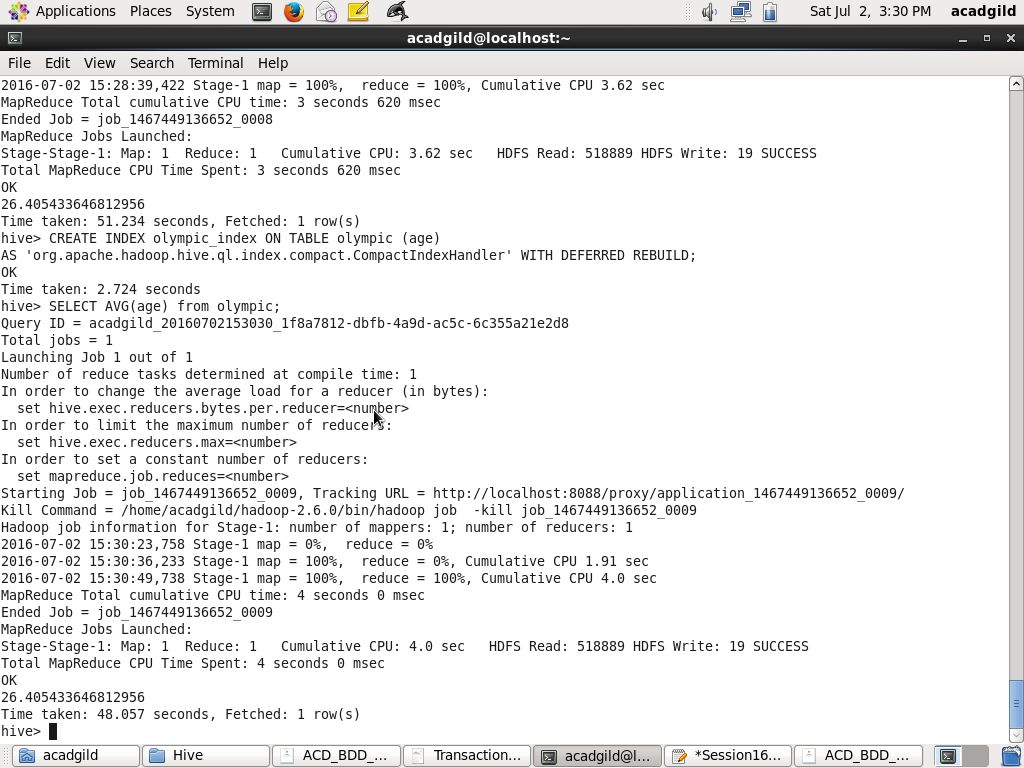 Applications Places System
Sat Jul 2, 3:30 PM acadgild
acadgild@localhost:~
File Edit View Search Terminal Help
2016-07-02 15:28:39,422 Stage-1 map = 100%,  reduce = 100%, Cumulative CPU 3.62 sec
MapReduce Total cumulative CPU time: 3 seconds 620 msec
Ended Job = job_1467449136652_0008
MapReduce Jobs Launched:
Stage-Stage-1: Map: 1  Reduce: 1   Cumulative CPU: 3.62 sec   HDFS Read: 518889 HDFS Write: 19 SUCCESS
Total MapReduce CPU Time Spent: 3 seconds 620 msec
OK
26.405433646812956
Time taken: 51.234 seconds, Fetched: 1 row(s)
hive> CREATE INDEX olympic_index ON TABLE olympic (age)
AS 'org.apache.hadoop.hive.ql.index.compact.CompactIndexHandler' WITH DEFERRED REBUILD;
OK
Time taken: 2.724 seconds
hive> SELECT AVG(age) from olympic;
Query ID = acadgild_20160702153030_1f8a7812-dbfb-4a9d-ac5c-6c355a21e2d8
Total jobs = 1
Launching Job 1 out of 1
Number of reduce tasks determined at compile time: 1
In order to change the average load for a reducer (in bytes):
  set hive.exec.reducers.bytes.per.reducer=<number>
In order to limit the maximum number of reducers:
  set hive.exec.reducers.max=<number>
In order to set a constant number of reducers:
  set mapreduce.job.reduces=<number>
Starting Job = job_1467449136652_0009, Tracking URL = http://localhost:8088/proxy/application_1467449136652_0009/
Kill Command = /home/acadgild/hadoop-2.6.0/bin/hadoop job  -kill job_1467449136652_0009
Hadoop job information for Stage-1: number of mappers: 1; number of reducers: 1
2016-07-02 15:30:23,758 Stage-1 map = 0%,  reduce = 0%
2016-07-02 15:30:36,233 Stage-1 map = 100%,  reduce = 0%, Cumulative CPU 1.91 sec
2016-07-02 15:30:49,738 Stage-1 map = 100%,  reduce = 100%, Cumulative CPU 4.0 sec
MapReduce Total cumulative CPU time: 4 seconds 0 msec
Ended Job = job_1467449136652_0009
MapReduce Jobs Launched:
Stage-Stage-1: Map: 1  Reduce: 1   Cumulative CPU: 4.0 sec   HDFS Read: 518889 HDFS Write: 19 SUCCESS
Total MapReduce CPU Time Spent: 4 seconds 0 msec
OK
26.405433646812956
Time taken: 48.057 seconds, Fetched: 1 row(s)
hive>
acadgild Hive ACD_BDD_... Transaction... acadgild@l... *Session16... ACD_BDD_...